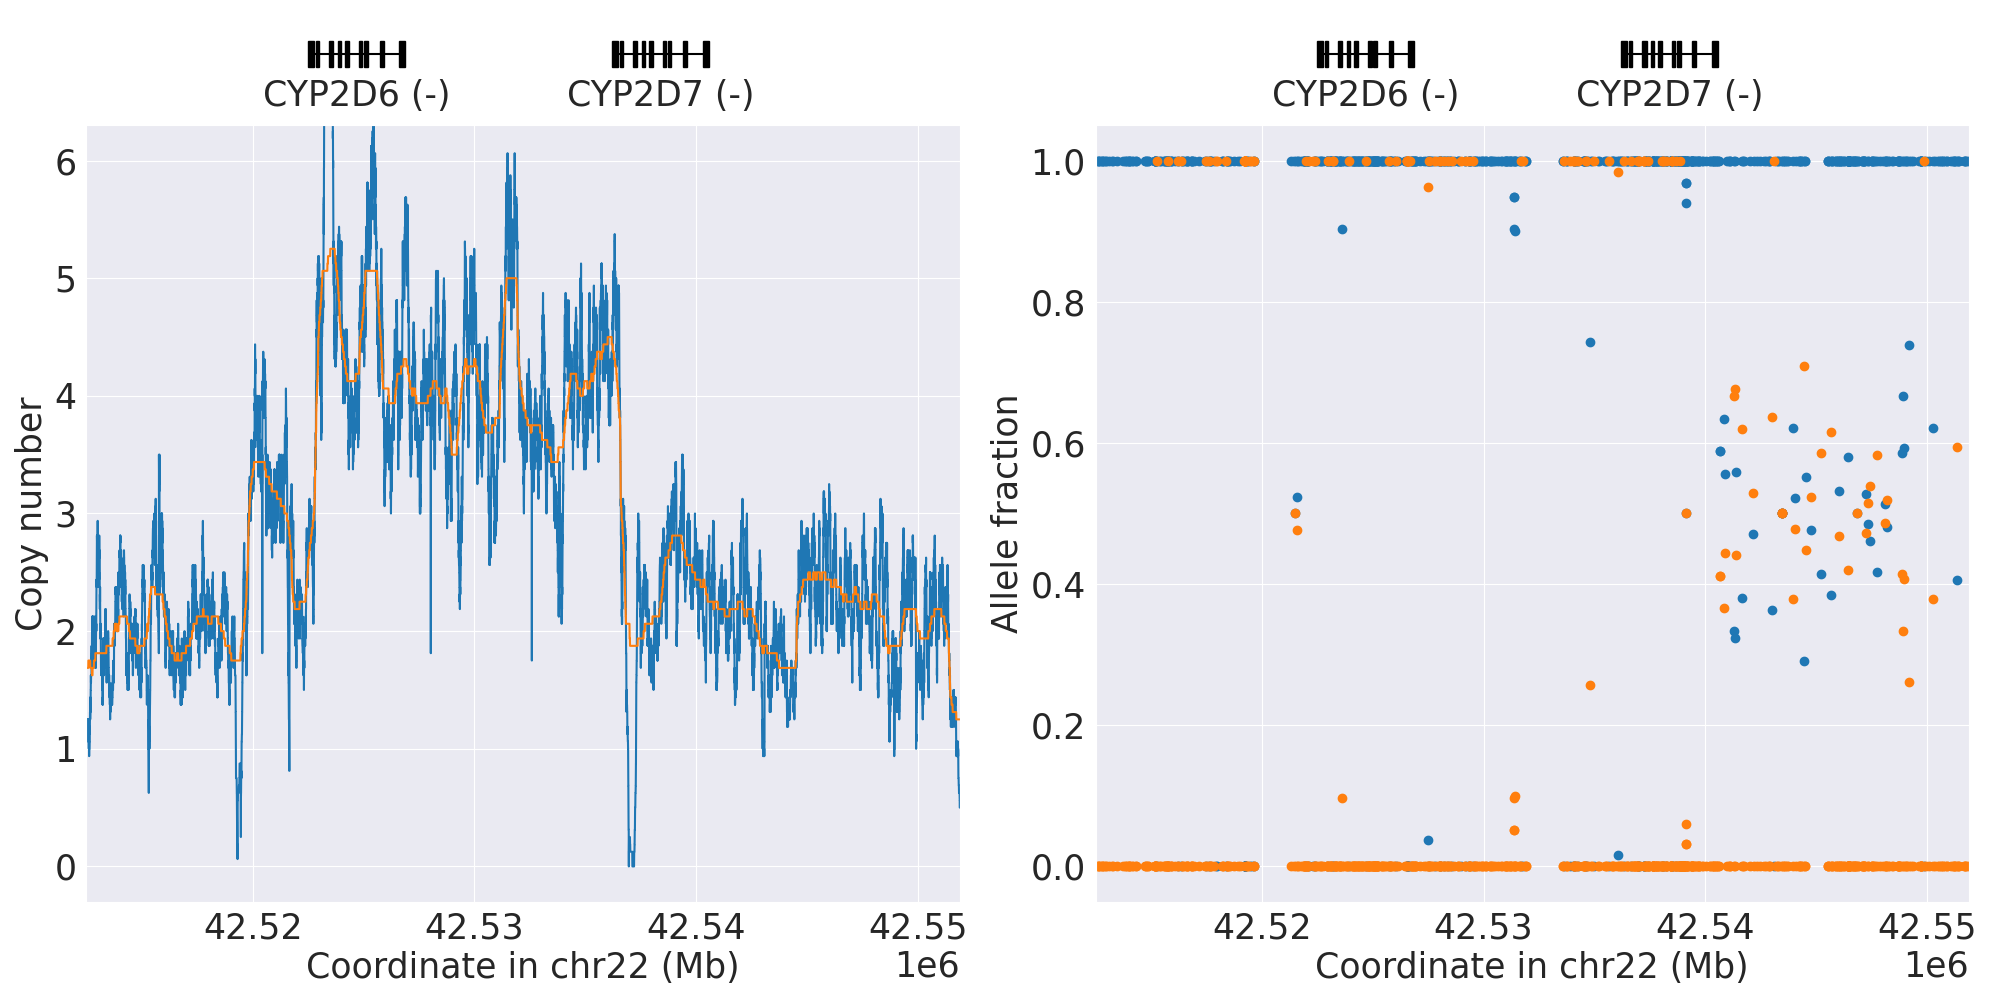 CYP2D6 (-) CYP2D7 (-)
6
5
4
3
2
1
0
Copy number
42.52 42.53 42.54 42.55
Coordinate in chr22 (Mb)
1e6
CYP2D6 (-) CYP2D7 (-)
1.0
0.8
0.6
0.4
0.2
0.0
Allele fraction
42.52 42.53 42.54 42.55
Coordinate in chr22 (Mb)
1e6